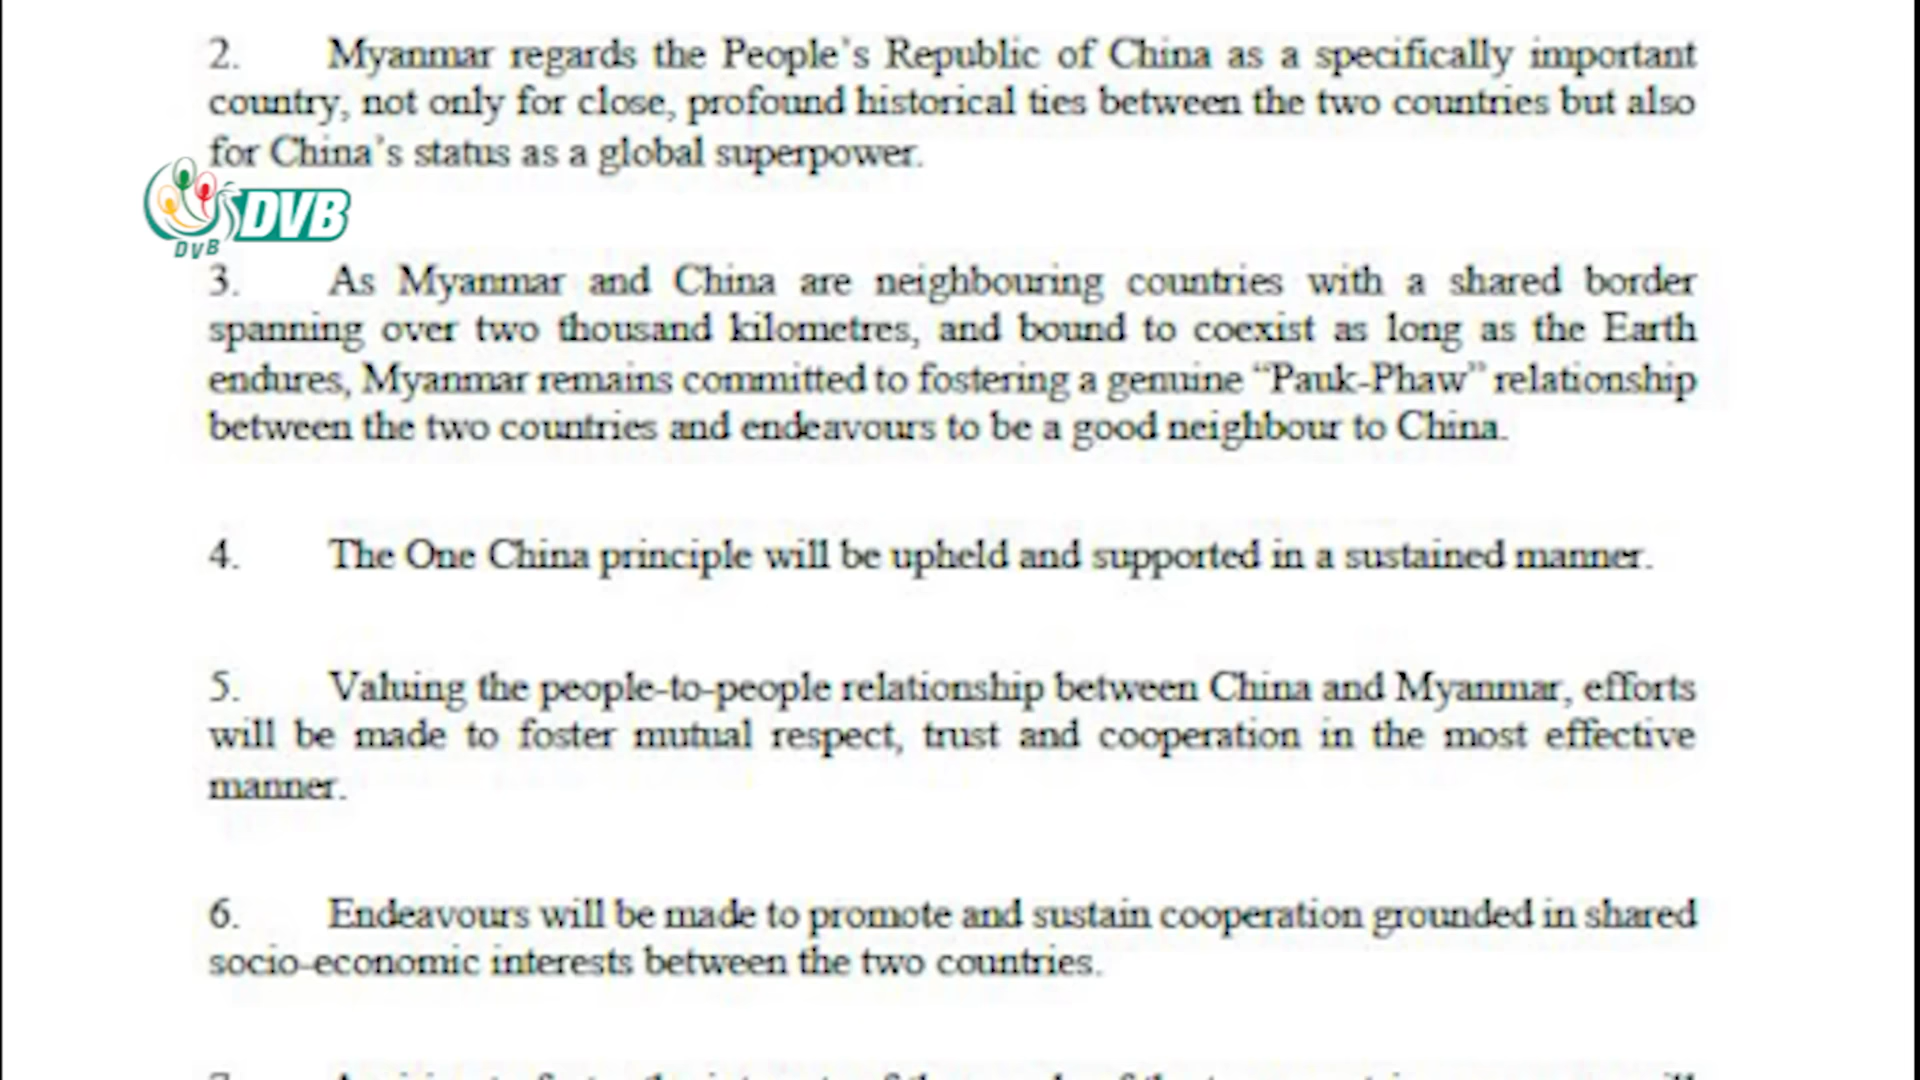 2. Myanmar regards the People's Republic of China as a specifically important
country, not only for close, profound historical ties between the two countries but also
for China's status as a global superpower.
DVB
DVB
3. As Myanmar and China are neighbouring countries with a shared border
spanning over two thousand kilometres, and bound to coexist as long as the Earth
endures, Myanmar remains committed to fostering a genuine “Pauk-Phaw” relationship
between the two countries and endeavours to be a good neighbour to China.
4. The One China principle will be upheld and supported in a sustained manner.
5. Valuing the people-to-people relationship between China and Myanmar, efforts
will be made to foster mutual respect, trust and cooperation in the most effective
manner.
6. Endeavours will be made to promote and sustain cooperation grounded in shared
socio-economic interests between the two countries.